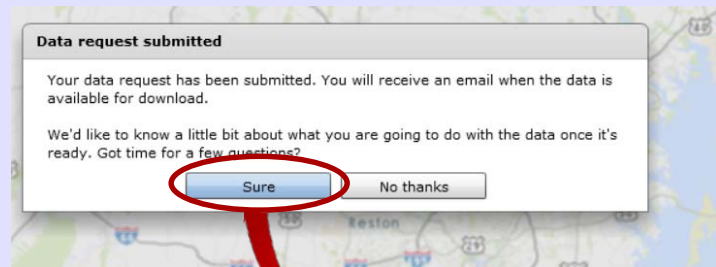 Data request submitted
Your data request has been submitted. You will receive an email when the data is
available for download.
We'd like to know a little bit about what you are going to do with the data once it's
ready. Got time for a few questions?
Sure
No thanks
Reston